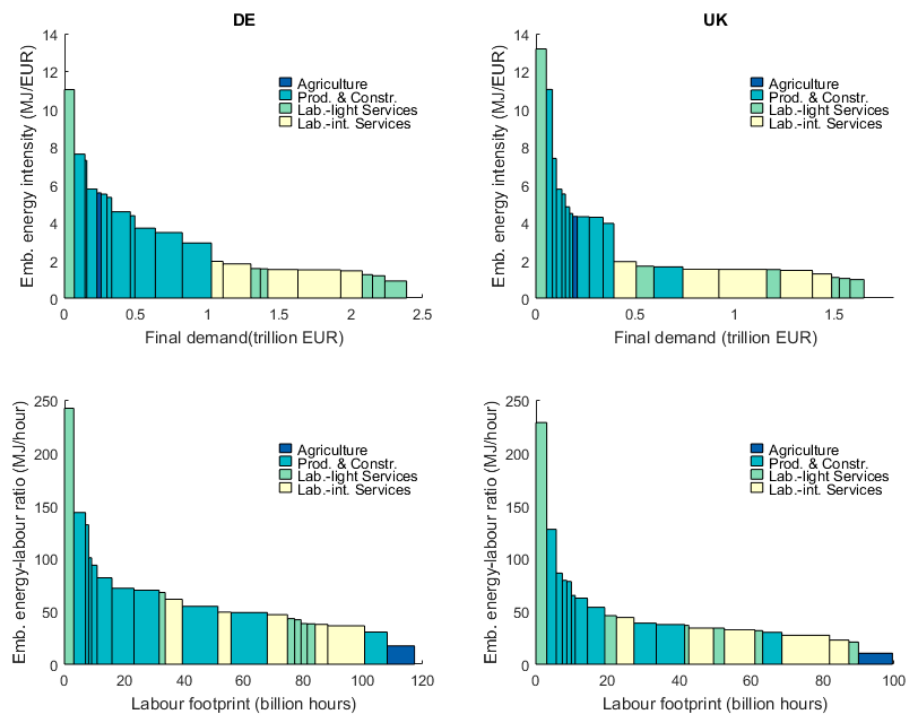 DE
14
12
10
8
6
4
2
0
Emb. energy intensity (MJ/EUR)
Agriculture
Prod. & Constr.
Lab.-light Services
Lab.-int. Services
0 0.5 1 1.5 2 2.5
Final demand(trillion EUR)
UK
14
12
10
8
6
4
2
0
Emb. energy intensity (MJ/EUR)
Agriculture
Prod. & Constr.
Lab.-light Services
Lab.-int. Services
0 0.5 1 1.5
Final demand (trillion EUR)
250
200
150
100
50
0
Emb. energy-labour ratio (MJ/hour)
Agriculture
Prod. & Constr.
Lab.-light Services
Lab.-int. Services
0 20 40 60 80 100 120
Labour footprint (billion hours)
250
200
150
100
50
0
Emb. energy-labour ratio (MJ/hour)
Agriculture
Prod. & Constr.
Lab.-light Services
Lab.-int. Services
0 20 40 60 80 100
Labour footprint (billion hours)